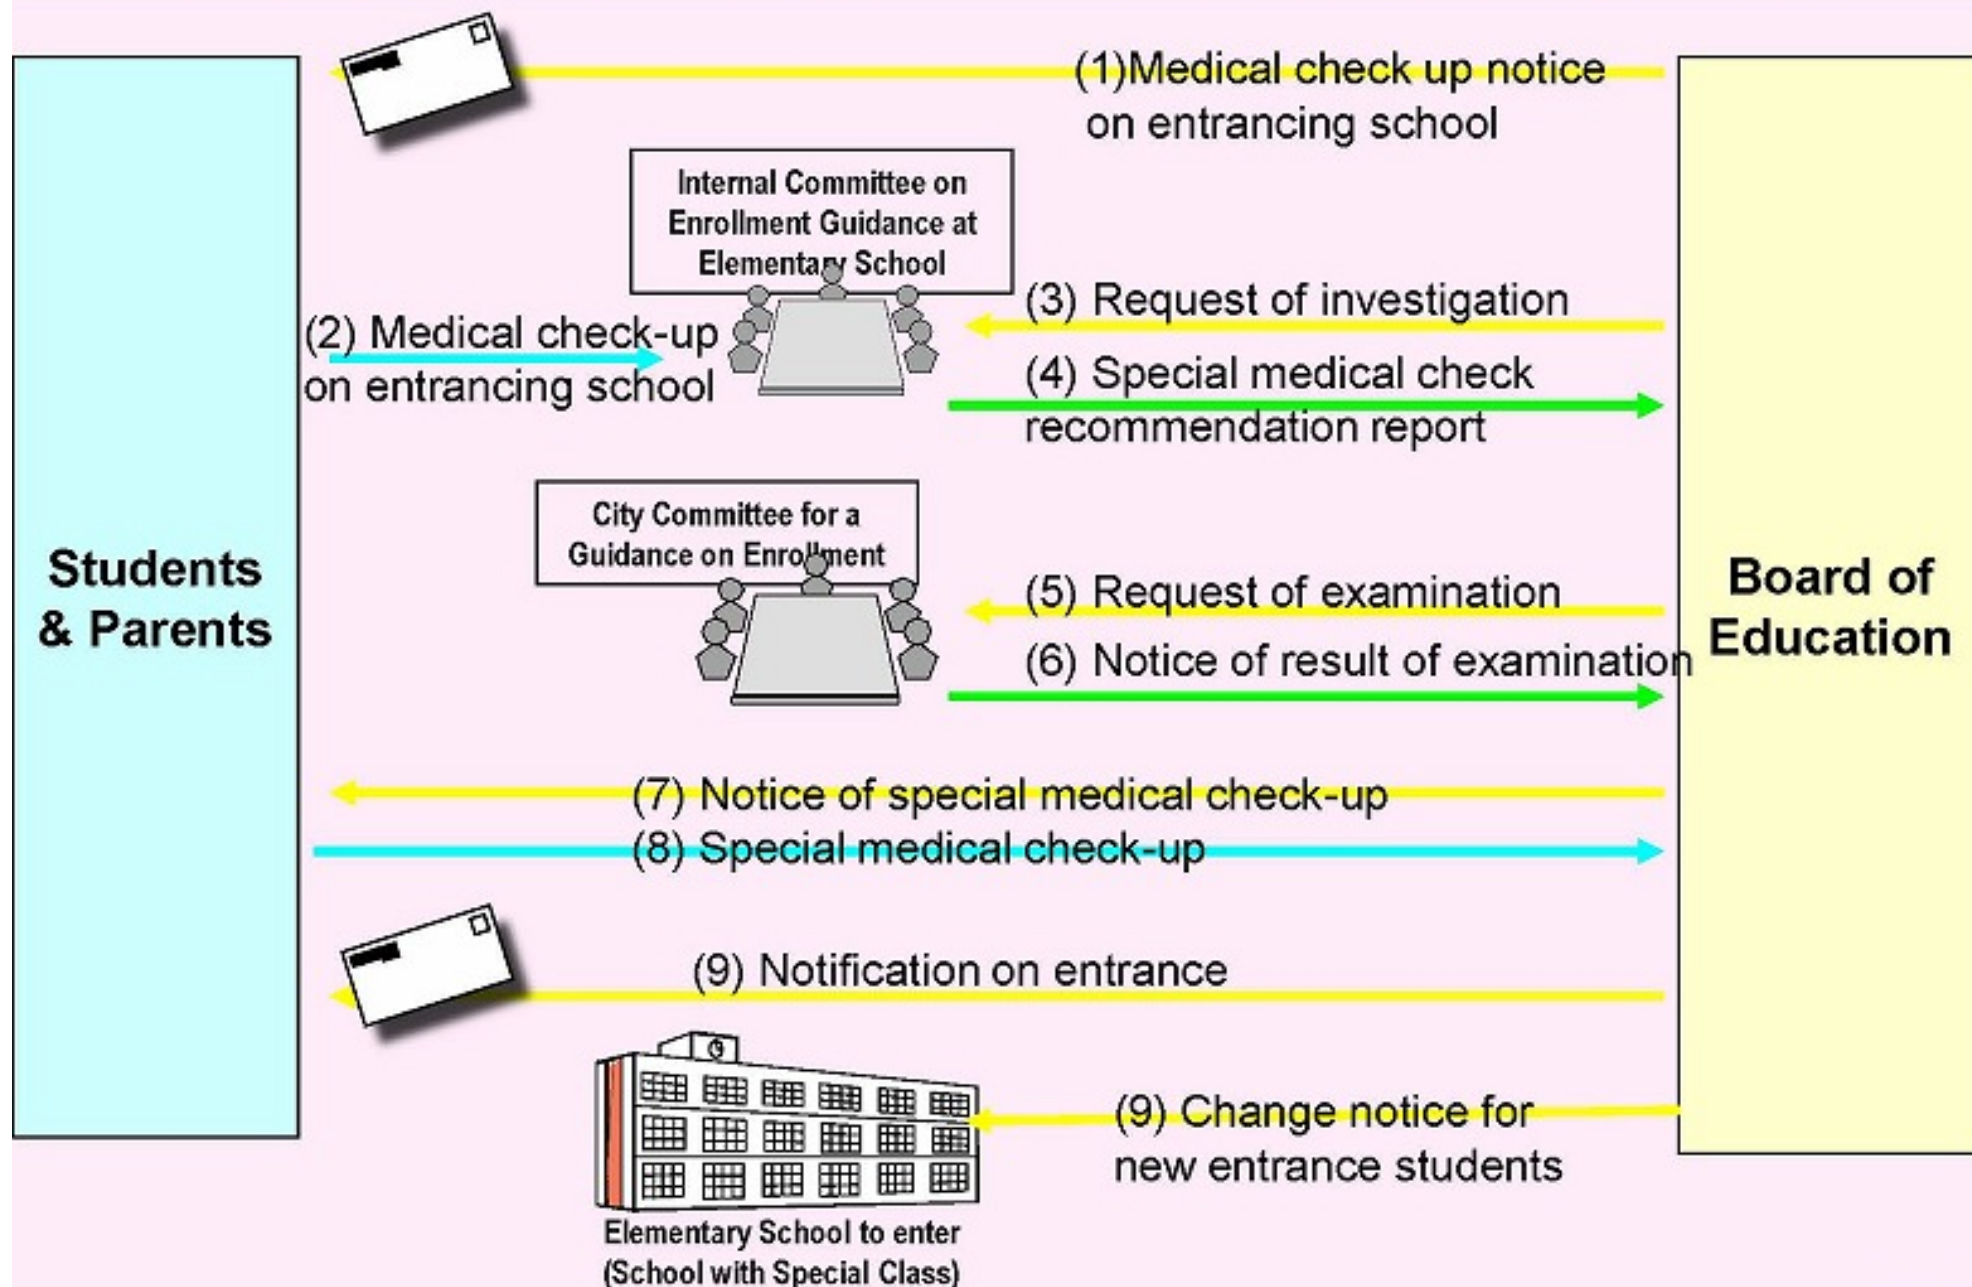 (1)Medical check up notice
on entrancing school
Internal Committee on
Enrollment Guidance at
Elementary School
(2) Medical check-up
on entrancing school
(3) Request of investigation
(4) Special medical check
recommendation report
City Committee for a
Guidance on Enrollment
Students
& Parents
Board of
Education
(5) Request of examination
(6) Notice of result of examination
(7) Notice of special medical check-up
(8) Special medical check-up
(9) Notification on entrance
(9) Change notice for
new entrance students
Elementary School to enter
(School with Special Class)